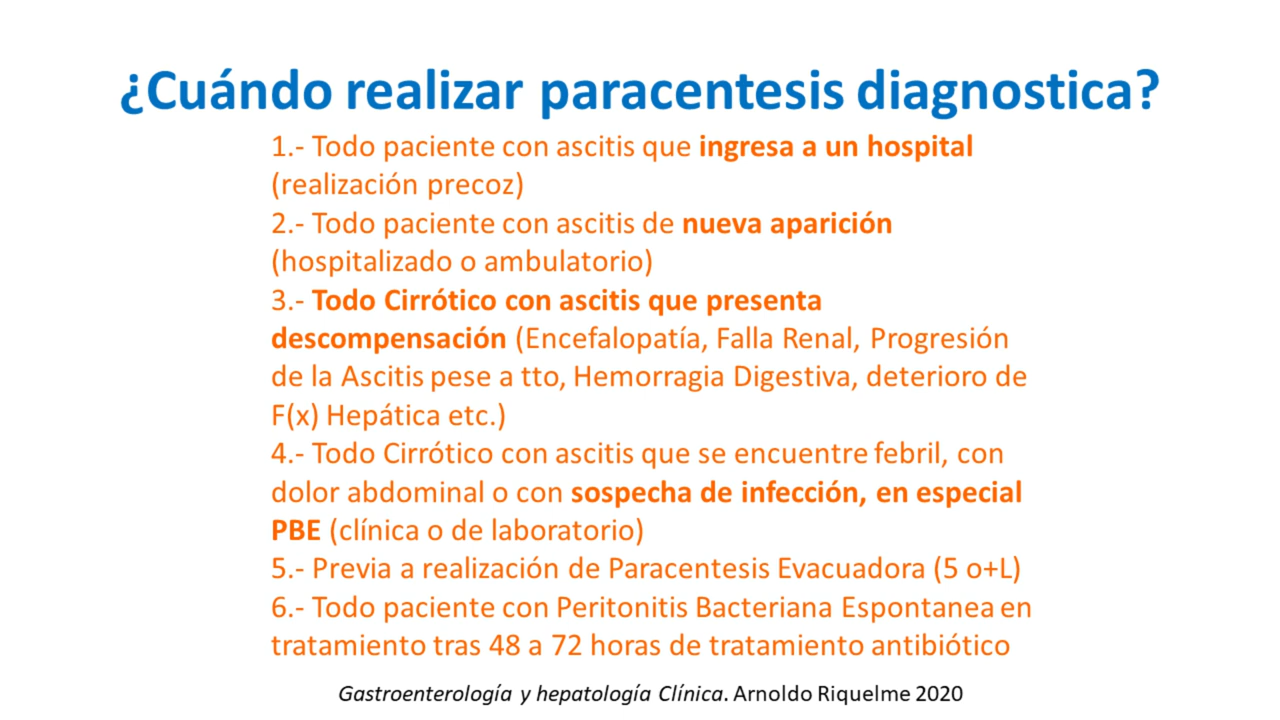 ¿Cuándo realizar paracentesis diagnostica?
1.- Todo paciente con ascitis que ingresa a un hospital
(realización precoz)
2.- Todo paciente con ascitis de nueva aparición
(hospitalizado o ambulatorio)
3.- Todo Cirrótico con ascitis que presenta
descompensación (Encefalopatía, Falla Renal, Progresión
de la Ascitis pese a tto, Hemorragia Digestiva, deterioro de
F(x) Hepática etc.)
4.- Todo Cirrótico con ascitis que se encuentre febril, con
dolor abdominal o con sospecha de infección, en especial
PBE (clínica o de laboratorio)
5.- Previa a realización de Paracentesis Evacuadora (5 o+L)
6.- Todo paciente con Peritonitis Bacteriana Espontanea en
tratamiento tras 48 a 72 horas de tratamiento antibiótico
Gastroenterología y hepatología Clínica. Arnoldo Riquelme 2020